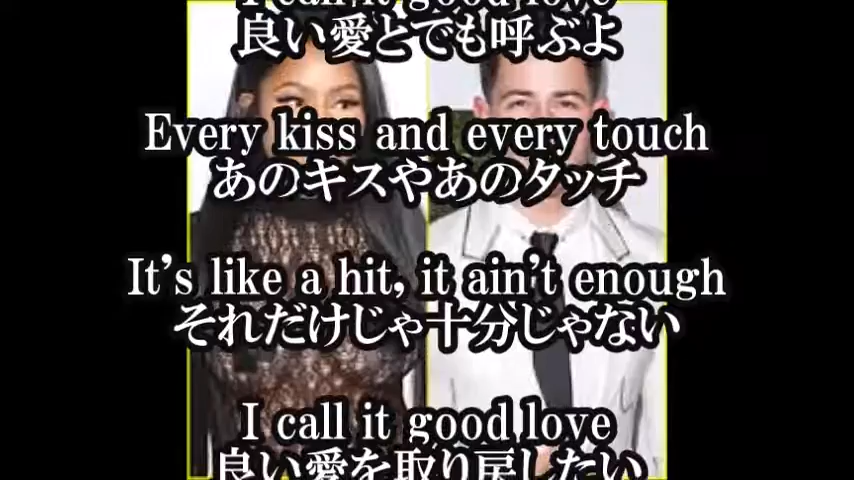 I call it good love
良い愛とでも呼ぶよ
Every kiss and every touch
あのキスやあのタッチ
It's like a hit, it ain't enough
それだけじゃ十分じゃない
I call it good love
良い愛を取り戻したい